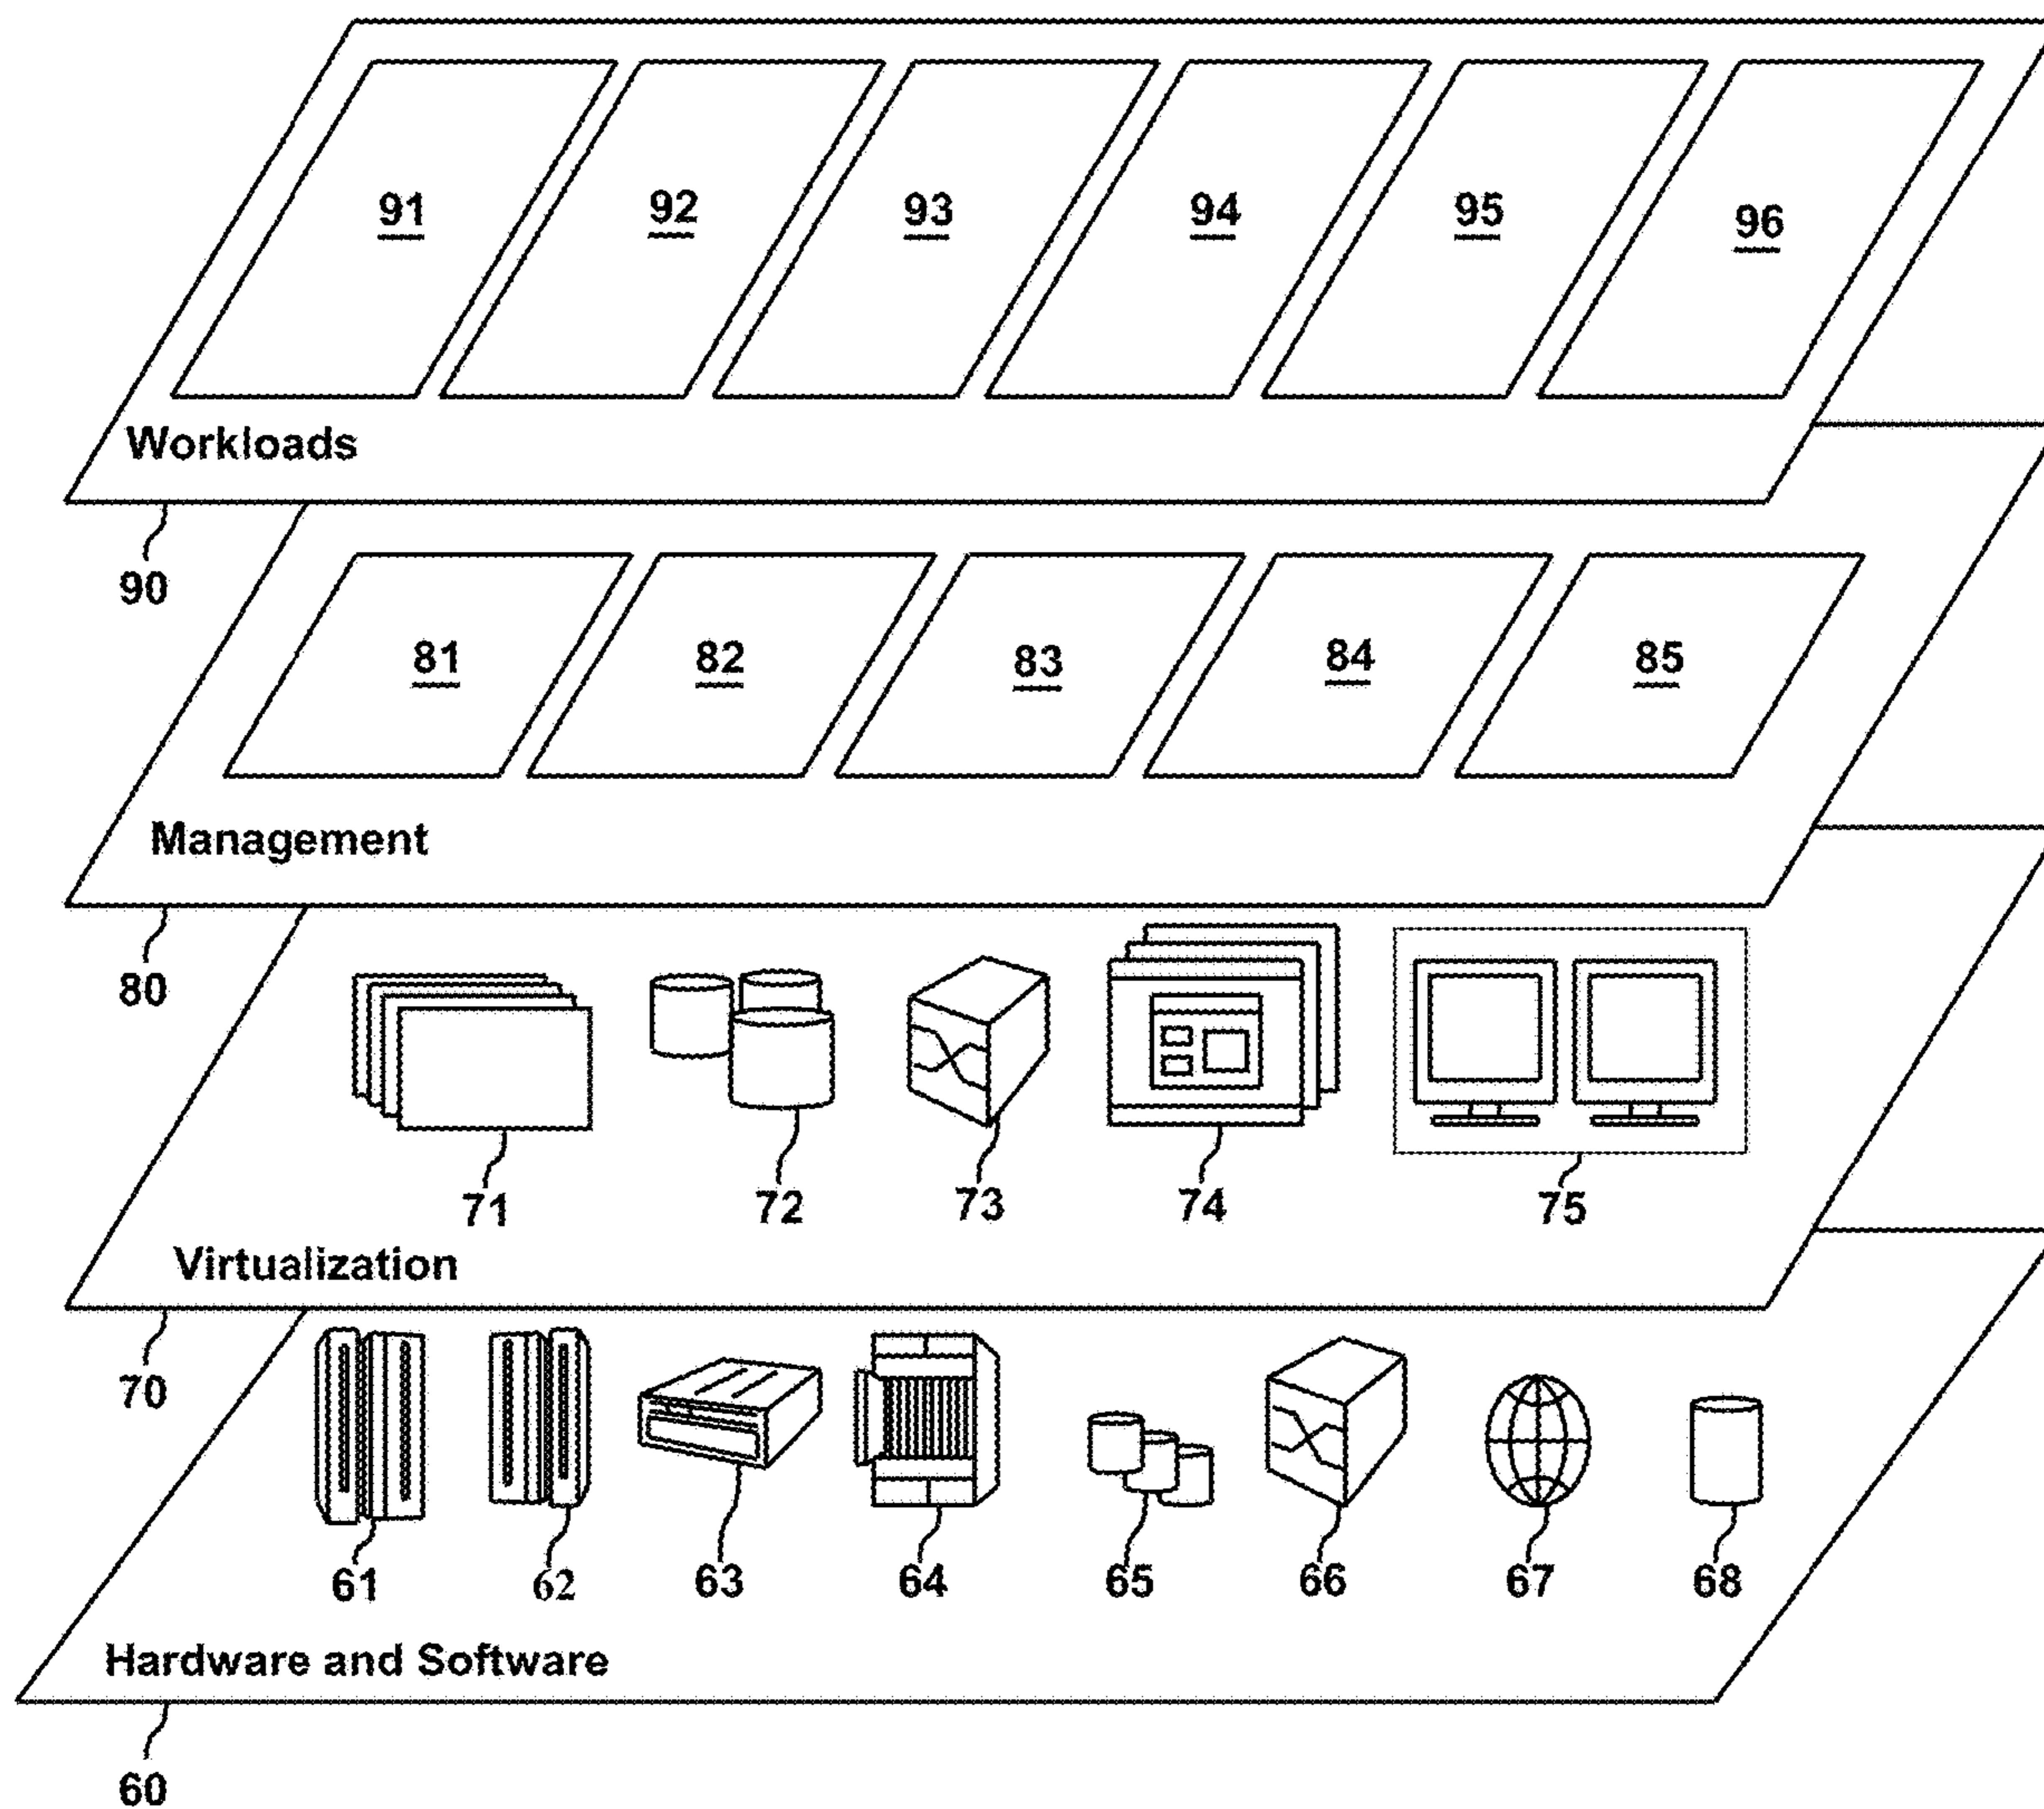 91 92 93 94 95 96
Workloads
90
81 82 83 84 85
Management
80
71 72 73 74 75
Virtualization
70
61 62 63 64 65 66 67 68
Hardware and Software
60